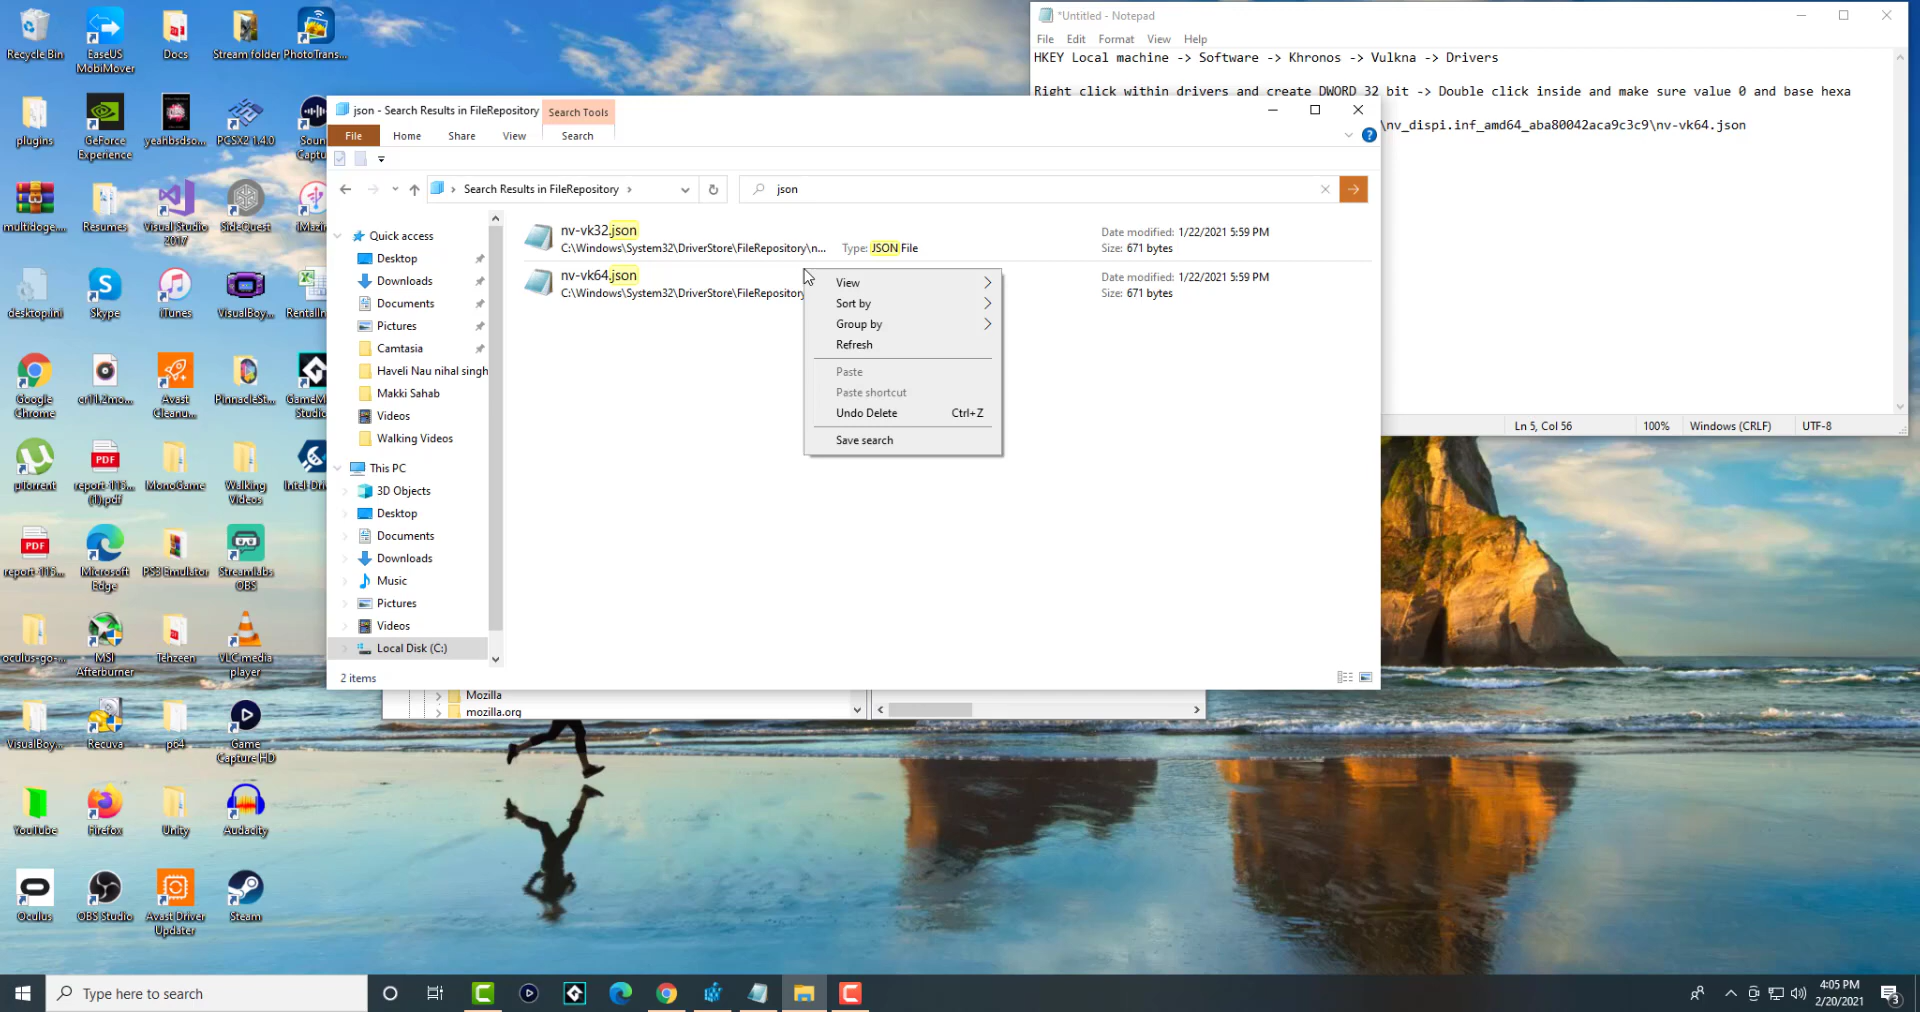 Recycle Bin
EaseUS MobiMover
Docs
Stream folder
PhotoTrans...
plugins
GeForce Experience
PCSX2 1.4.0
multidoge....
Resumes
Visual Studio 2017
SideQuest
desktop.ini
Skype
iTunes
VisualBoy...
Google Chrome
Avast Cleanu...
PinnacleSt...
µTorrent
MonoGame
Walking Videos
Microsoft Edge
PS3 Emulator
Streamlabs OBS
oculus-go-...
MSI Afterburner
Tehzeen
VLC media player
VisualBoy...
Recuva
Game Capture HD
YouTube
Firefox
Unity
Audacity
Oculus
OBS Studio
Avast Driver Updater
Steam
*Untitled - Notepad
File Edit Format View Help
HKEY Local machine -> Software -> Khronos -> Vulkna -> Drivers
Right click within drivers and create DWORD 32 bit -> Double click inside and make sure value 0 and base hexa
\nv_dispi.inf_amd64_aba80042aca9c3c9\nv-vk64.json
Ln 5, Col 56 100% Windows (CRLF) UTF-8
json - Search Results in FileRepository
Search Tools
File Home Share View Search
Search Results in FileRepository
json
Quick access
Desktop
Downloads
Documents
Pictures
Camtasia
Haveli Nau nihal singh
Makki Sahab
Videos
Walking Videos
This PC
3D Objects
Desktop
Documents
Downloads
Music
Pictures
Videos
Local Disk (C:)
nv-vk32.json
C:\Windows\System32\DriverStore\FileRepository\n...
Type: JSON File
Date modified: 1/22/2021 5:59 PM
Size: 671 bytes
nv-vk64.json
C:\Windows\System32\DriverStore\FileRepository
Date modified: 1/22/2021 5:59 PM
Size: 671 bytes
View
Sort by
Group by
Refresh
Paste
Paste shortcut
Undo Delete Ctrl+Z
Save search
2 items
Mozilla
mozilla.org
Type here to search
4:05 PM
2/20/2021
3